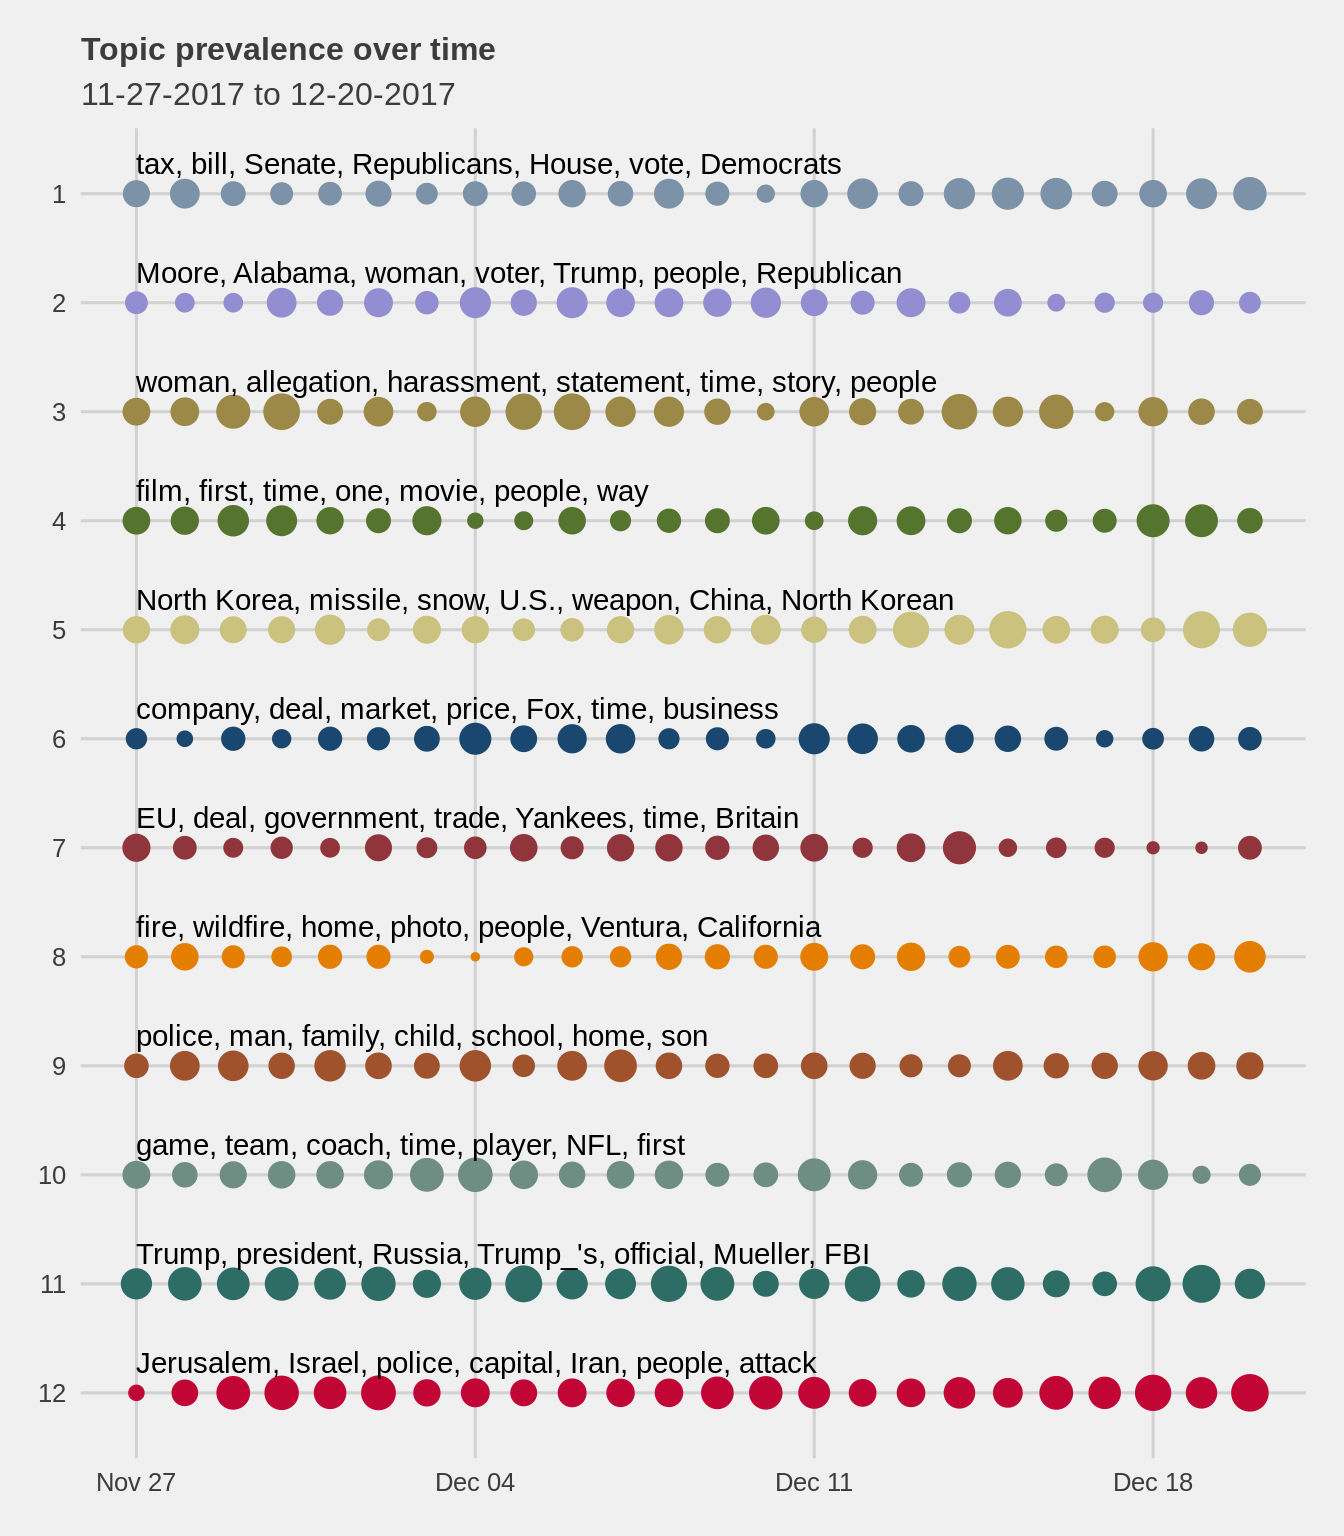 Topic prevalence over time
11-27-2017 to 12-20-2017
tax, bill, Senate, Republicans, House, vote, Democrats
1
Moore, Alabama, woman, voter, Trump, people, Republican
2
woman, allegation, harassment, statement, time, story, people
3
film, first, time, one, movie, people, way
4
North Korea, missile, snow, U.S., weapon, China, North Korean
5
company, deal, market, price, Fox, time, business
6
EU, deal, government, trade, Yankees, time, Britain
7
fire, wildfire, home, photo, people, Ventura, California
8
police, man, family, child, school, home, son
9
game, team, coach, time, player, NFL, first
10
Trump, president, Russia, Trump_'s, official, Mueller, FBI
11
Jerusalem, Israel, police, capital, Iran, people, attack
12
Nov 27 Dec 04 Dec 11 Dec 18